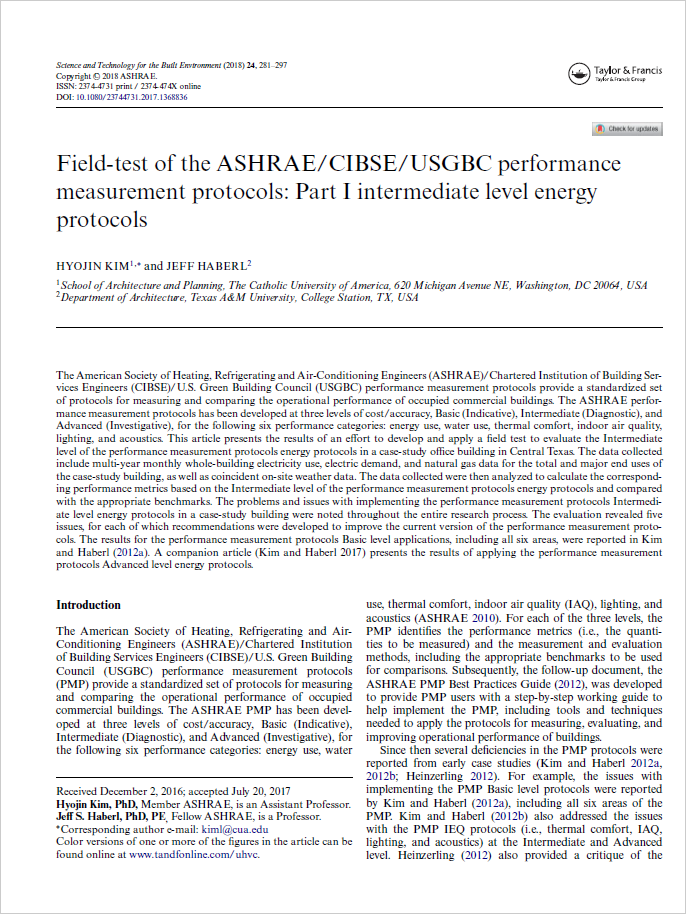 Science and Technology for the Built Environment (2018) 24, 281–297
Copyright © 2018 ASHRAE.
ISSN: 2374-4731 print / 2374-474X online
DOI: 10.1080/23744731.2017.1368836
Taylor & Francis
Taylor & Francis Group
Check for updates
Field-test of the ASHRAE/CIBSE/USGBC performance
measurement protocols: Part I intermediate level energy
protocols
HYOJIN KIM1,∗ and JEFF HABERL2
1School of Architecture and Planning, The Catholic University of America, 620 Michigan Avenue NE, Washington, DC 20064, USA
2Department of Architecture, Texas A&M University, College Station, TX, USA
The American Society of Heating, Refrigerating and Air-Conditioning Engineers (ASHRAE)/Chartered Institution of Building Ser-
vices Engineers (CIBSE)/U.S. Green Building Council (USGBC) performance measurement protocols provide a standardized set
of protocols for measuring and comparing the operational performance of occupied commercial buildings. The ASHRAE perfor-
mance measurement protocols has been developed at three levels of cost/accuracy, Basic (Indicative), Intermediate (Diagnostic), and
Advanced (Investigative), for the following six performance categories: energy use, water use, thermal comfort, indoor air quality,
lighting, and acoustics. This article presents the results of an effort to develop and apply a field test to evaluate the Intermediate
level of the performance measurement protocols energy protocols in a case-study office building in Central Texas. The data collected
include multi-year monthly whole-building electricity use, electric demand, and natural gas data for the total and major end uses of
the case-study building, as well as coincident on-site weather data. The data collected were then analyzed to calculate the correspond-
ing performance metrics based on the Intermediate level of the performance measurement protocols energy protocols and compared
with the appropriate benchmarks. The problems and issues with implementing the performance measurement protocols Intermedi-
ate level energy protocols in a case-study building were noted throughout the entire research process. The evaluation revealed five
issues, for each of which recommendations were developed to improve the current version of the performance measurement proto-
cols. The results for the performance measurement protocols Basic level applications, including all six areas, were reported in Kim
and Haberl (2012a). A companion article (Kim and Haberl 2017) presents the results of applying the performance measurement
protocols Advanced level energy protocols.
Introduction
The American Society of Heating, Refrigerating and Air-
Conditioning Engineers (ASHRAE)/Chartered Institution
of Building Services Engineers (CIBSE)/U.S. Green Building
Council (USGBC) performance measurement protocols
(PMP) provide a standardized set of protocols for measuring
and comparing the operational performance of occupied
commercial buildings. The ASHRAE PMP has been devel-
oped at three levels of cost/accuracy, Basic (Indicative),
Intermediate (Diagnostic), and Advanced (Investigative), for
the following six performance categories: energy use, water
Received December 2, 2016; accepted July 20, 2017
Hyojin Kim, PhD, Member ASHRAE, is an Assistant Professor.
Jeff S. Haberl, PhD, PE, Fellow ASHRAE, is a Professor.
∗Corresponding author e-mail: kiml@cua.edu
Color versions of one or more of the figures in the article can be
found online at www.tandfonline.com/uhvc.
use, thermal comfort, indoor air quality (IAQ), lighting, and
acoustics (ASHRAE 2010). For each of the three levels, the
PMP identifies the performance metrics (i.e., the quanti-
ties to be measured) and the measurement and evaluation
methods, including the appropriate benchmarks to be used
for comparisons. Subsequently, the follow-up document, the
ASHRAE PMP Best Practices Guide (2012), was developed
to provide PMP users with a step-by-step working guide to
help implement the PMP, including tools and techniques
needed to apply the protocols for measuring, evaluating, and
improving operational performance of buildings.
Since then several deficiencies in the PMP protocols were
reported from early case studies (Kim and Haberl 2012a,
2012b; Heinzerling 2012). For example, the issues with
implementing the PMP Basic level protocols were reported
by Kim and Haberl (2012a), including all six areas of the
PMP. Kim and Haberl (2012b) also addressed the issues
with the PMP IEQ protocols (i.e., thermal comfort, IAQ,
lighting, and acoustics) at the Intermediate and Advanced
level. Heinzerling (2012) also provided a critique of the